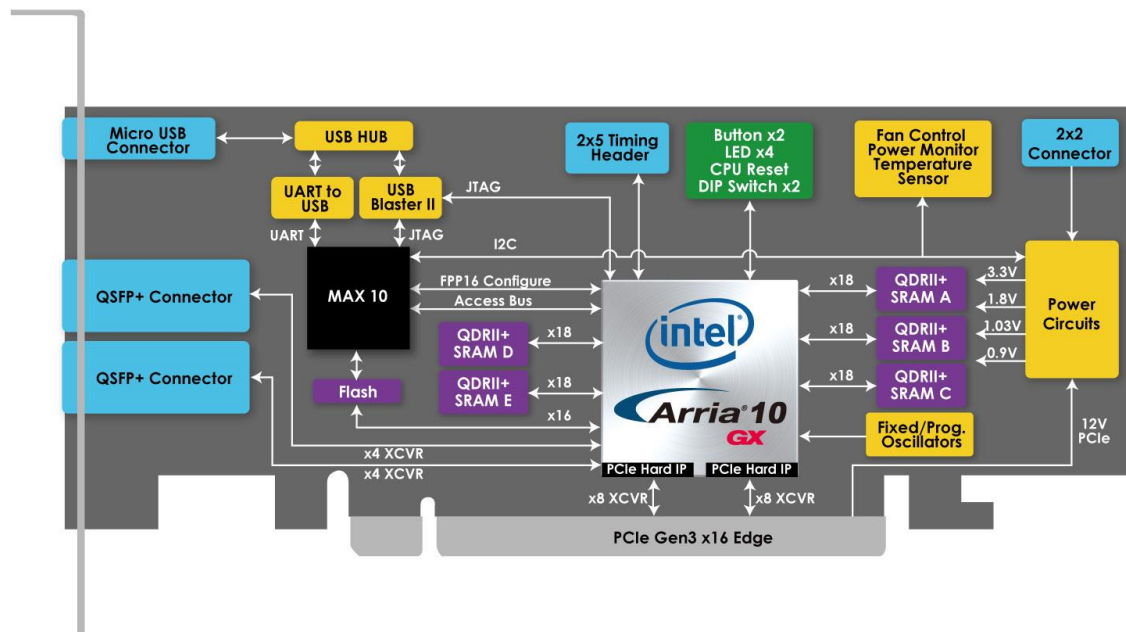 Micro USB
Connector
USB HUB
2x5 Timing
Header
Button x2
LED x4
CPU Reset
DIP Switch x2
Fan Control
Power Monitor
Temperature
Sensor
2x2
Connector
UART to
USB
USB
Blaster II
JTAG
UART
JTAG
I2C
QSFP+ Connector
MAX 10
FPP16 Configure
Access Bus
intel®
Arria® 10
GX
x18
QDRII+
SRAM A
3.3V
1.8V
1.03V
0.9V
Power
Circuits
QDRII+
SRAM D
x18
x18
QDRII+
SRAM B
QSFP+ Connector
Flash
QDRII+
SRAM E
x18
x18
QDRII+
SRAM C
x16
Fixed/Prog.
Oscillators
12V
PCIe
x4 XCVR
x4 XCVR
PCIe Hard IP
PCIe Hard IP
x8 XCVR
x8 XCVR
PCIe Gen3 x16 Edge